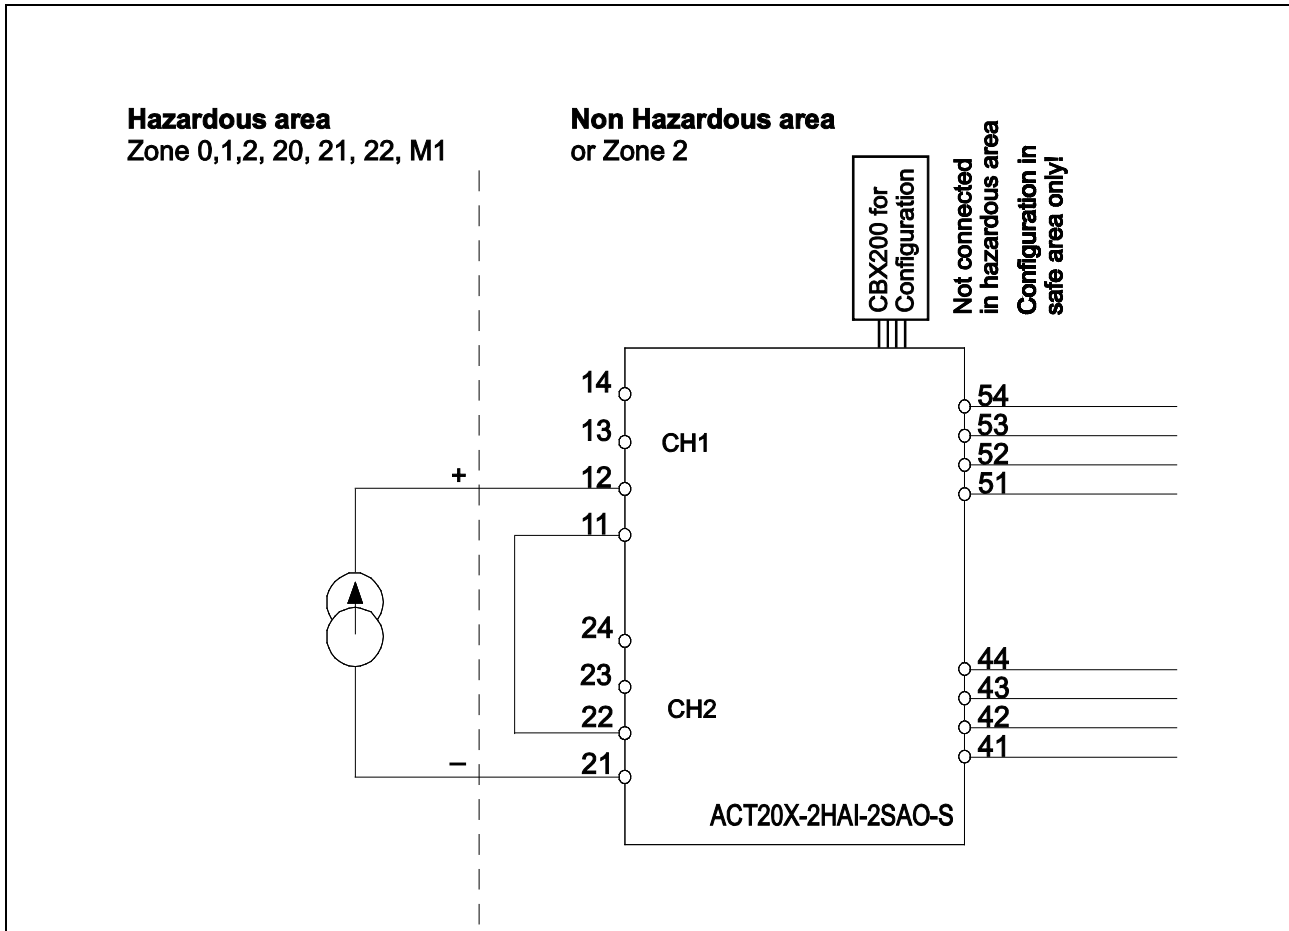 Hazardous area
Zone 0,1,2, 20, 21, 22, M1
Non Hazardous area
or Zone 2
CBX200 for
Configuration
Not connected
in hazardous area
Configuration in
safe area only!
14
13
12
11
CH1
+
24
23
22
21
CH2
–
54
53
52
51
44
43
42
41
ACT20X-2HAI-2SAO-S